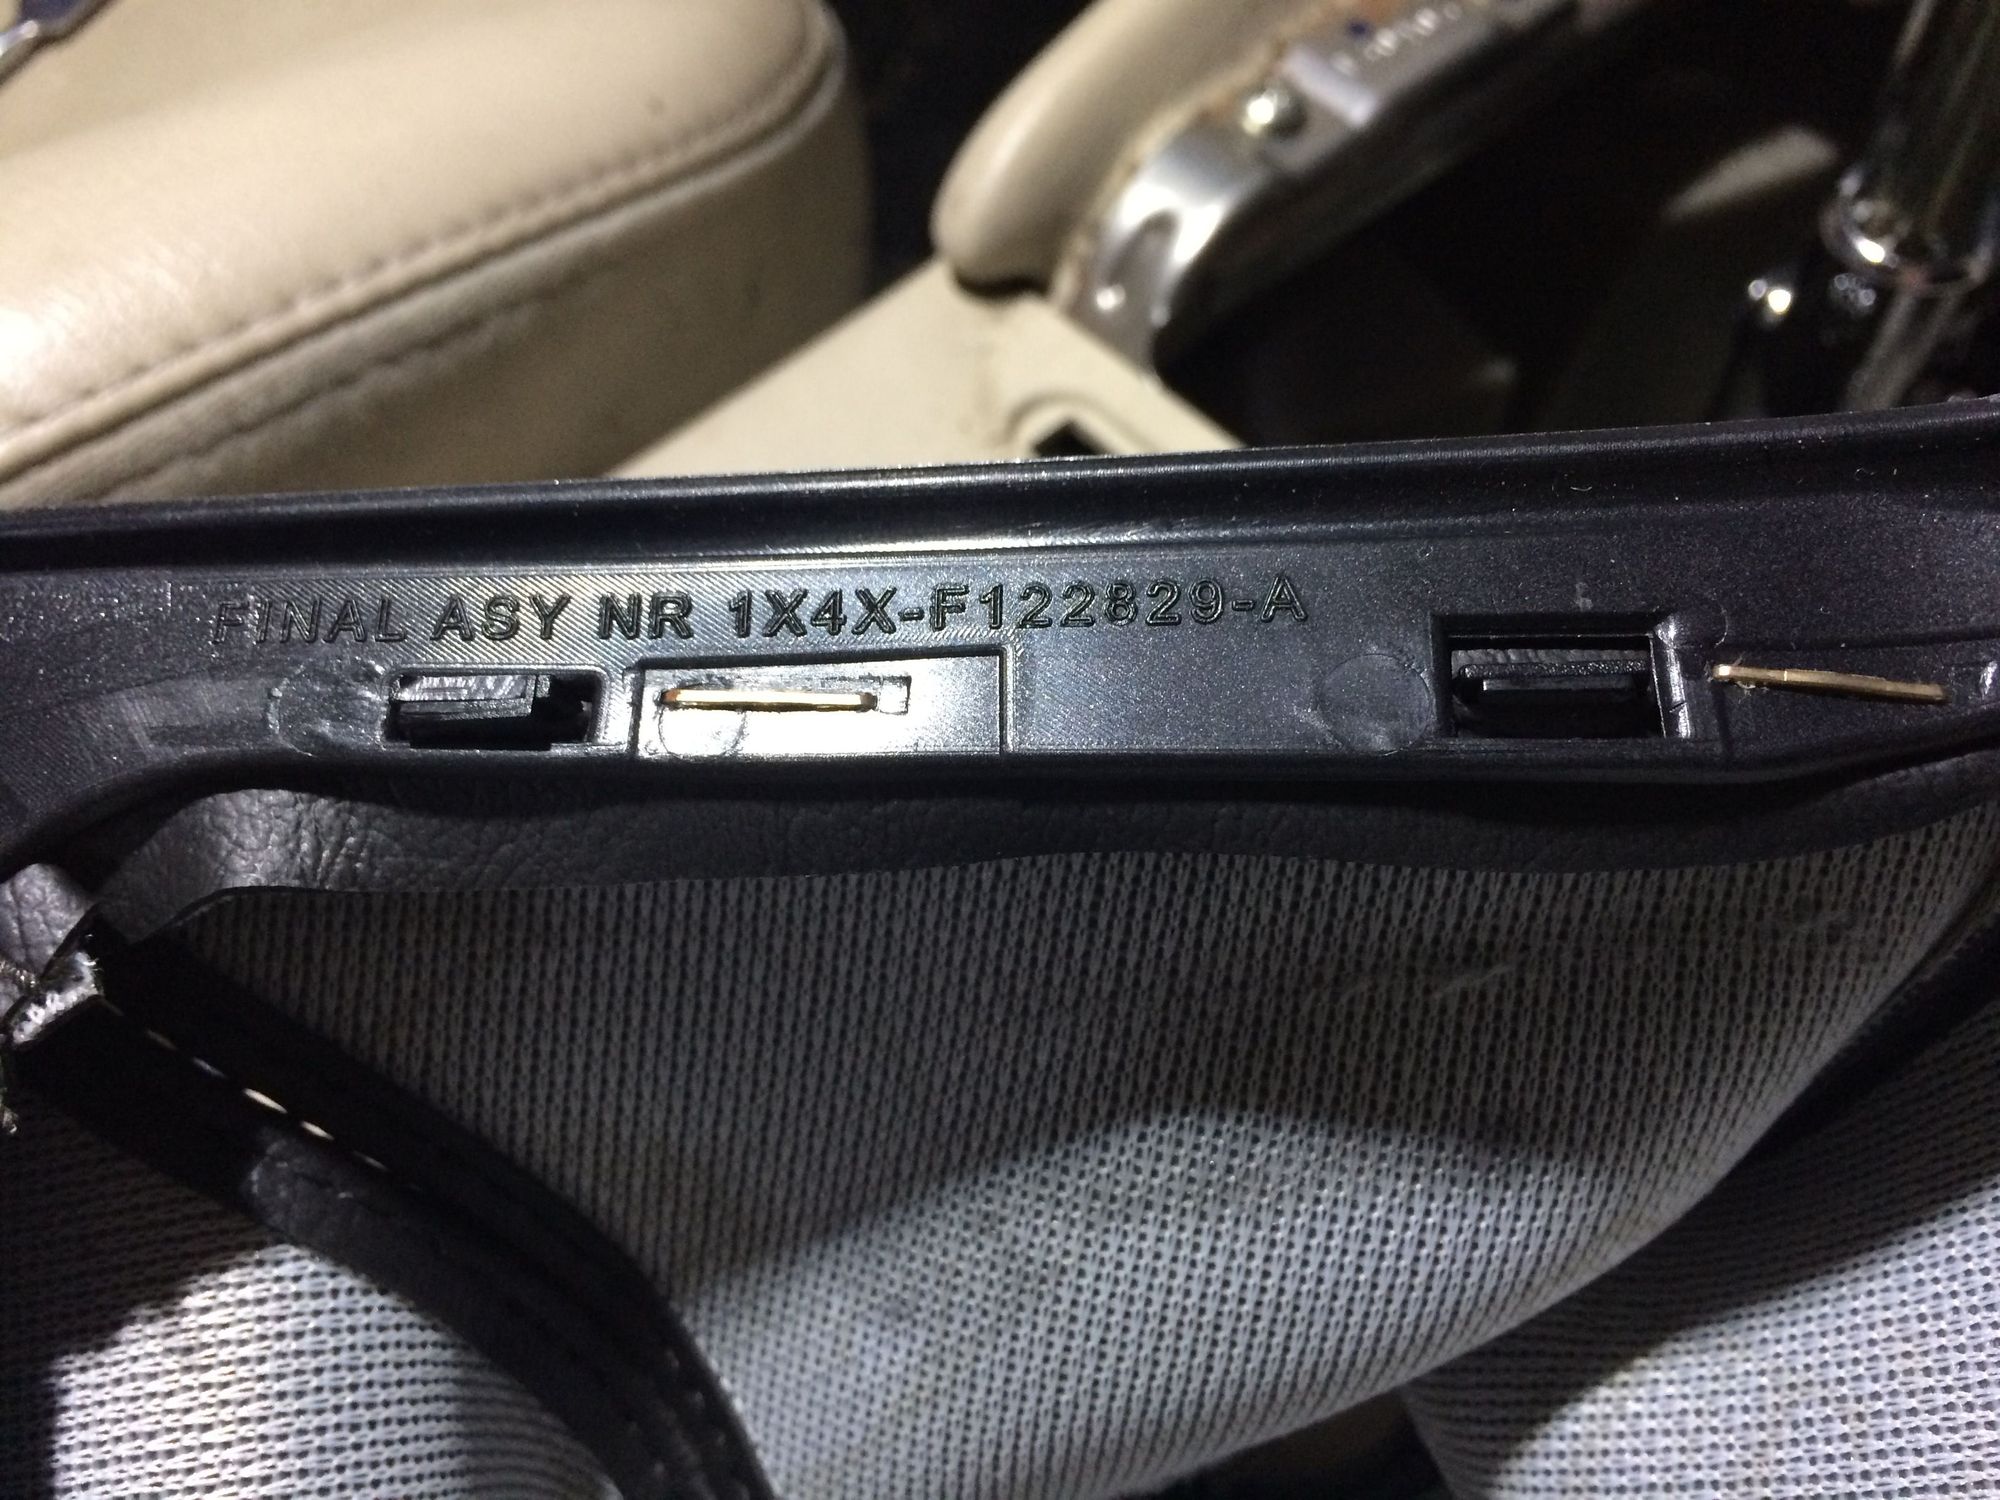 FINAL ASY NR 1X4X-F122829-A